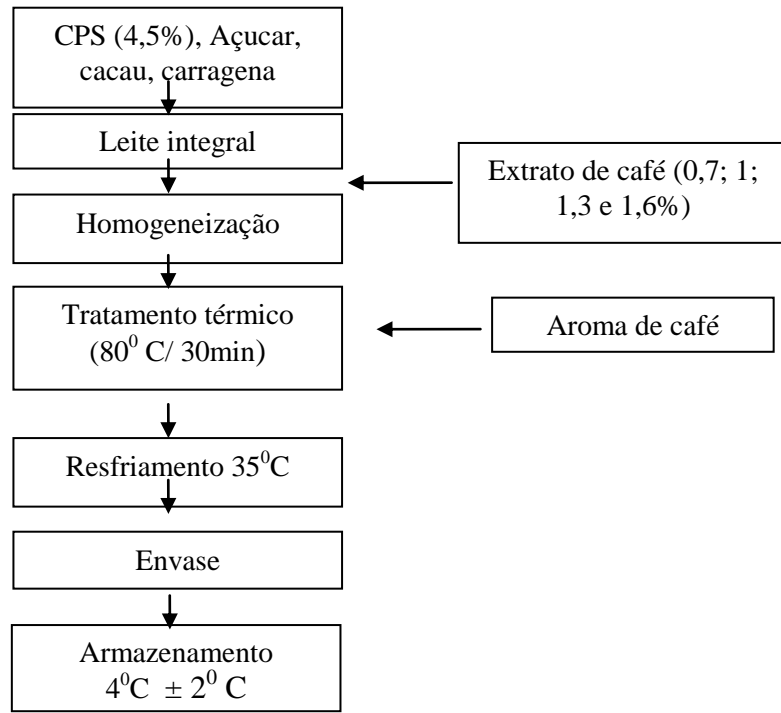 CPS (4,5%), Açucar,
cacau, carragena
Leite integral
Extrato de café (0,7; 1;
1,3 e 1,6%)
Homogeneização
Tratamento térmico
(80⁰ C/ 30min)
Aroma de café
Resfriamento 35⁰C
Envase
Armazenamento
4⁰C ± 2⁰ C